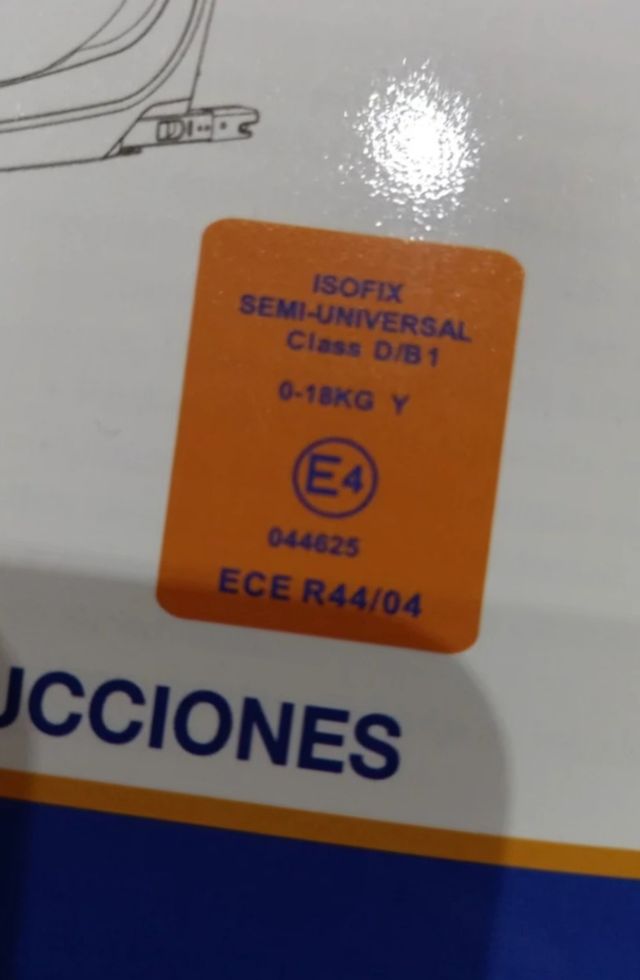 ISOFIX
SEMI-UNIVERSAL
Class D/B1
0-18KG Y
E4
044625
ECE R44/04
UCCIONES